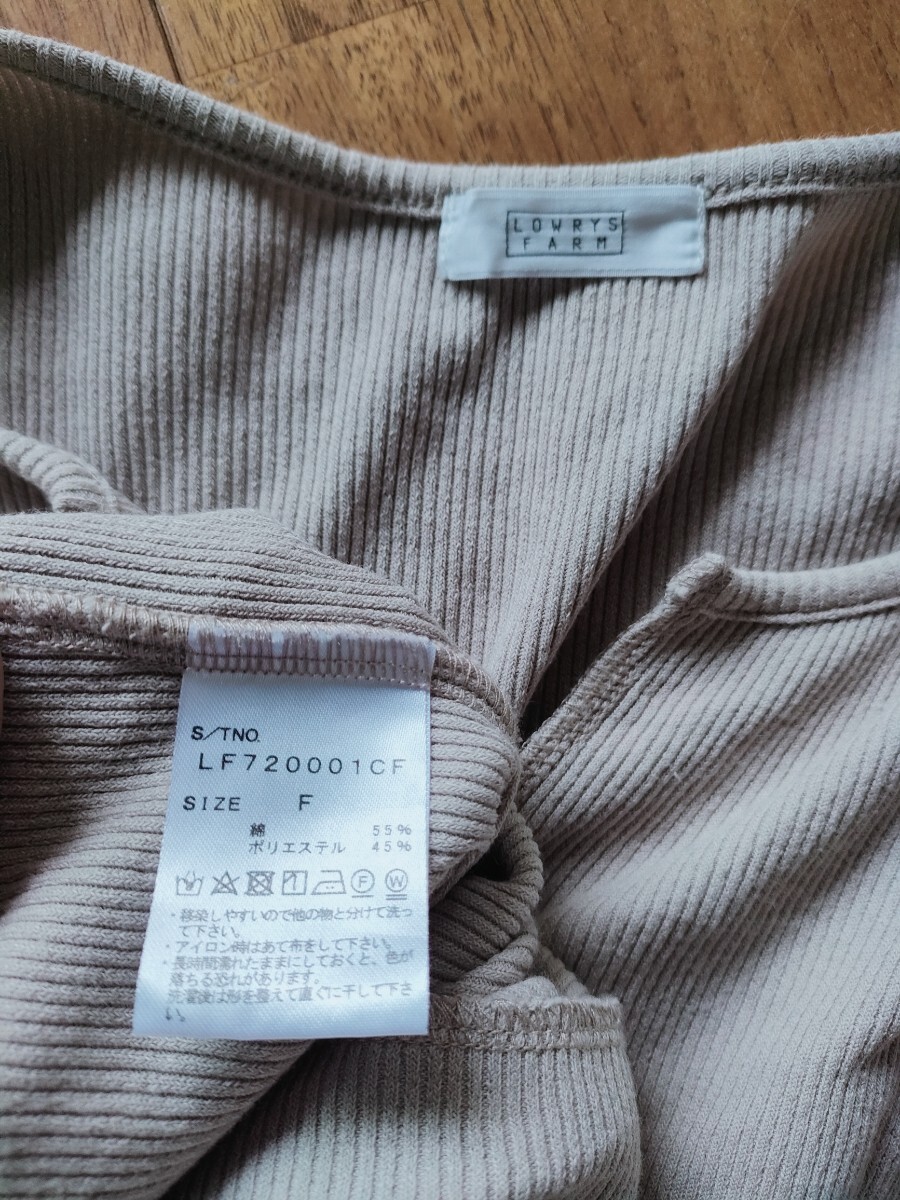 LOWRYS
FARM
S/TNO.
LF720001CF
SIZE F
綿 55%
ポリエステル 45%
F W
・移染しやすいので他の物と分けて洗っ
て下さい。
・アイロン時はあて布をして下さい。
・長時間濡れたままにしておくと、色が
落ちる恐れがあります。
洗濯後は形を整えて直ぐに干して下さ
い。